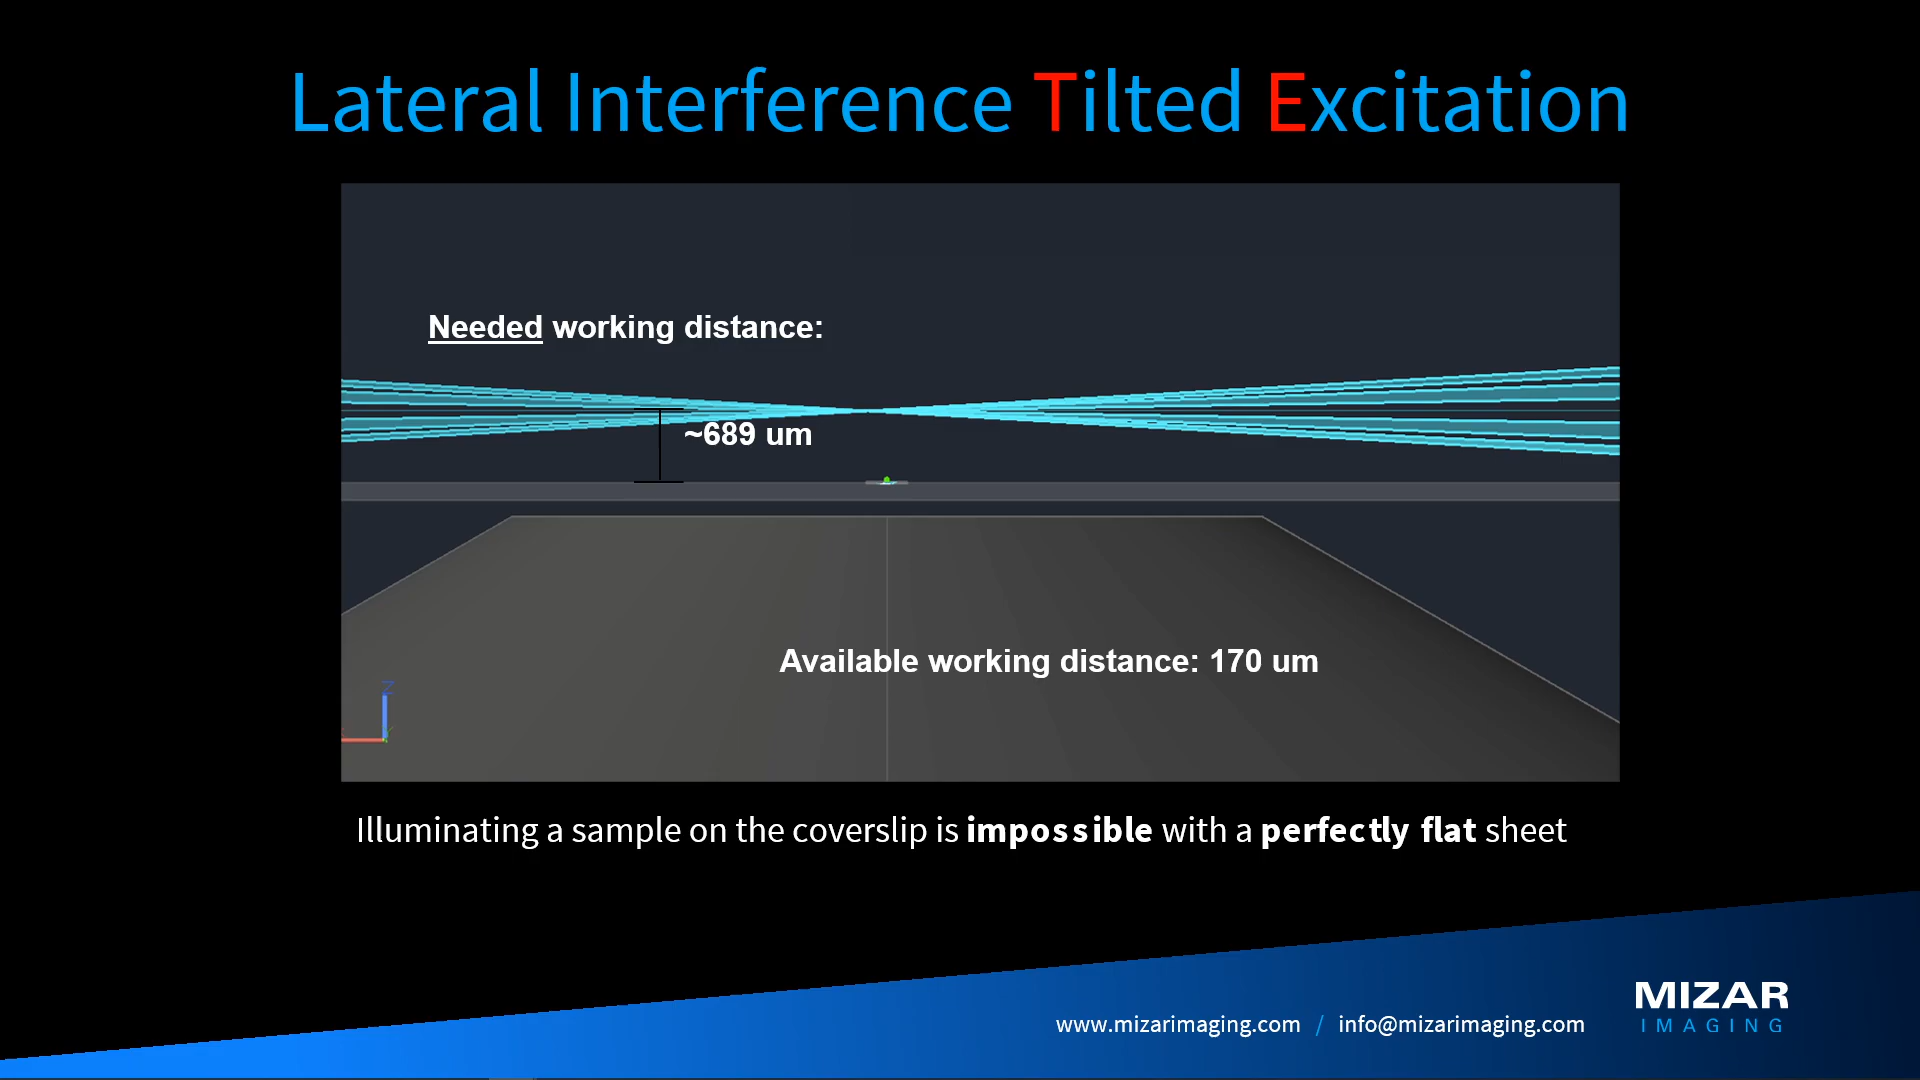 Lateral Interference Tilted Excitation
Needed working distance:
~689 um
Available working distance: 170 um
Z
Illuminating a sample on the coverslip is impossible with a perfectly flat sheet
www.mizarimaging.com / info@mizarimaging.com
MIZAR
IMAGING